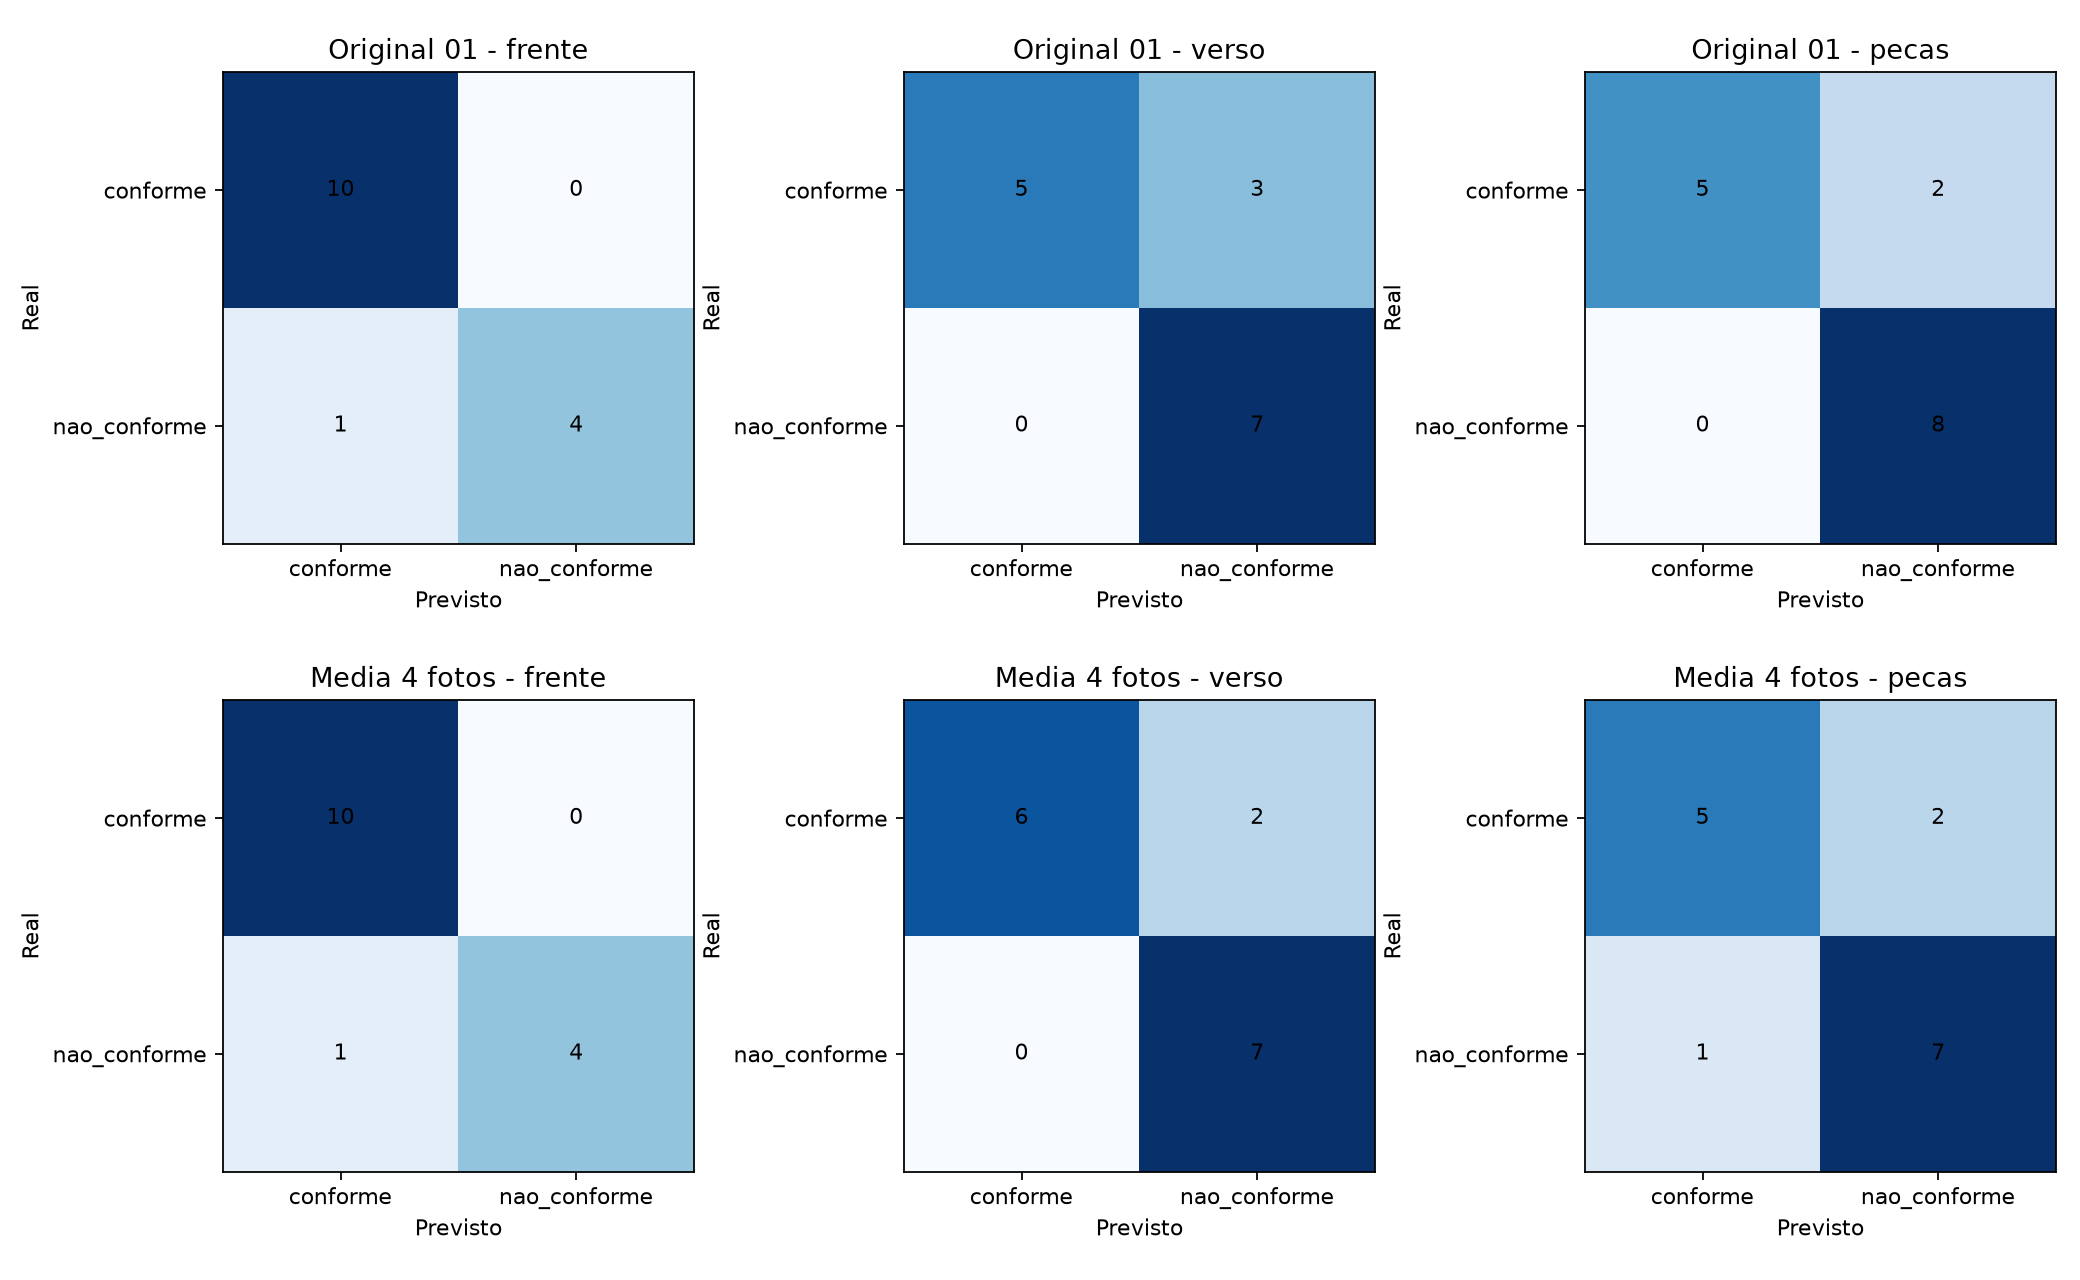 Original 01 - frente
Original 01 - verso
Original 01 - pecas
conforme
10
0
conforme
5
3
conforme
5
2
Real
Real
Real
nao_conforme
1
4
nao_conforme
0
7
nao_conforme
0
8
conforme
nao_conforme
conforme
nao_conforme
conforme
nao_conforme
Previsto
Previsto
Previsto
Media 4 fotos - frente
Media 4 fotos - verso
Media 4 fotos - pecas
conforme
10
0
conforme
6
2
conforme
5
2
Real
Real
Real
nao_conforme
1
4
nao_conforme
0
7
nao_conforme
1
7
conforme
nao_conforme
conforme
nao_conforme
conforme
nao_conforme
Previsto
Previsto
Previsto